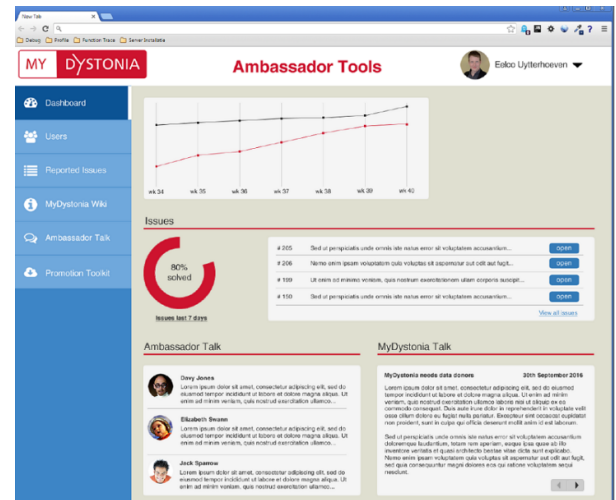 New Tab
Debug Profile Function Trace Server Installatie
MY DYSTONIA
Ambassador Tools
Eelco Uytterhoeven
Dashboard
Users
Reported Issues
MyDystonia Wiki
Ambassador Talk
Promotion Toolkit
wk 34 wk 35 wk 36 wk 37 wk 38 wk 39 wk 40
Issues
80%
solved
Issues last 7 days
# 205 Sed ut perspiciatis unde omnis iste natus error sit voluptatem accusantium... open
# 206 Nemo enim ipsam voluptatem quia voluptas sit aspernatur aut odit aut fugit... open
# 199 Ut enim ad minima veniam, quis nostrum exercitationem ullam corporis suscipit... open
# 150 Sed ut perspiciatis unde omnis iste natus error sit voluptatem accusantium... open
View all issues
Ambassador Talk
Davy Jones
Lorem ipsum dolor sit amet, consectetur adipiscing elit, sed do
eiusmod tempor incididunt ut labore et dolore magna aliqua. Ut
enim ad minim veniam, quis nostrud exercitation ullamco...
Elizabeth Swann
Lorem ipsum dolor sit amet, consectetur adipiscing elit, sed do
eiusmod tempor incididunt ut labore et dolore magna aliqua. Ut
enim ad minim veniam, quis nostrud exercitation ullamco...
Jack Sparrow
Lorem ipsum dolor sit amet, consectetur adipiscing elit, sed do
eiusmod tempor incididunt ut labore et dolore magna aliqua. Ut
enim ad minim veniam, quis nostrud exercitation ullamco...
MyDystonia Talk
MyDystonia needs data donors 30th September 2016
Lorem ipsum dolor sit amet, consectetur adipiscing elit, sed do eiusmod
tempor incididunt ut labore et dolore magna aliqua. Ut enim ad minim
veniam, quis nostrud exercitation ullamco laboris nisi ut aliquip ex ea
commodo consequat. Duis aute irure dolor in reprehenderit in voluptate velit
esse cillum dolore eu fugiat nulla pariatur. Excepteur sint occaecat cupidatat
non proident, sunt in culpa qui officia deserunt mollit anim id est laborum.
Sed ut perspiciatis unde omnis iste natus error sit voluptatem accusantium
doloremque laudantium, totam rem aperiam, eaque ipsa quae ab illo
inventore veritatis et quasi architecto beatae vitae dicta sunt explicabo.
Nemo enim ipsam voluptatem quia voluptas sit aspernatur aut odit aut fugit,
sed quia consequuntur magni dolores eos qui ratione voluptatem sequi
nesciunt.